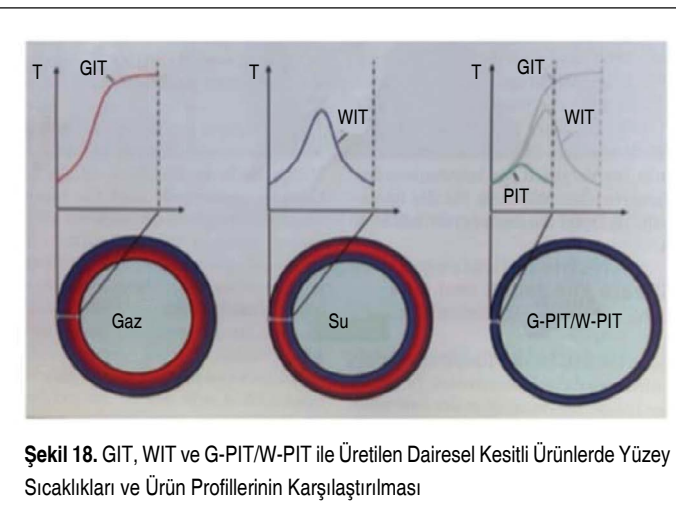 T
GIT
T
WIT
T
GIT
WIT
PIT
Gaz
Su
G-PIT/W-PIT
Şekil 18. GIT, WIT ve G-PIT/W-PIT ile Üretilen Dairesel Kesitli Ürünlerde Yüzey
Sıcaklıkları ve Ürün Profillerinin Karşılaştırılması